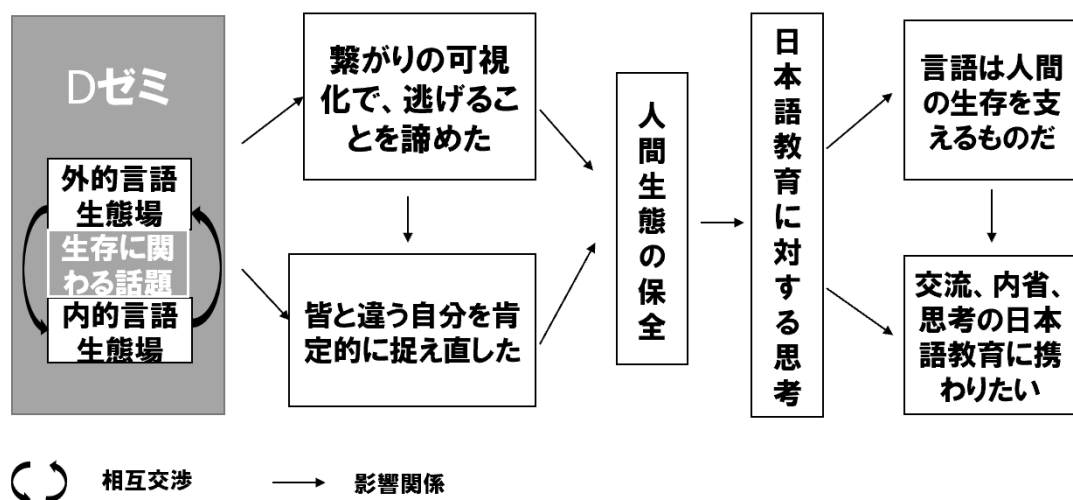 Dゼミ
外的言語
生態場
生存に関
わる話題
内的言語
生態場
繋がりの可視
化で、逃げるこ
とを諦めた
皆と違う自分を肯
定的に捉え直した
人間生態の保全
日本語教育に対する思考
言語は人間
の生存を支
えるものだ
交流、内省、
思考の日本
語教育に携
わりたい
相互交渉
影響関係